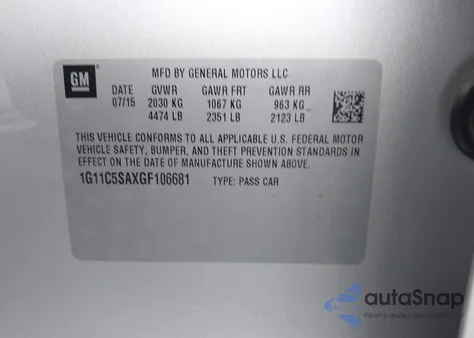 GM
MFD BY GENERAL MOTORS LLC
DATE GVWR GAWR FRT GAWR RR
07/15 2030 KG 1067 KG 963 KG
4474 LB 2351 LB 2123 LB
THIS VEHICLE CONFORMS TO ALL APPLICABLE U.S. FEDERAL MOTOR
VEHICLE SAFETY, BUMPER, AND THEFT PREVENTION STANDARDS IN
EFFECT ON THE DATE OF MANUFACTURE SHOWN ABOVE.
1G11C5SAXGF106681 TYPE: PASS CAR
autaSnap